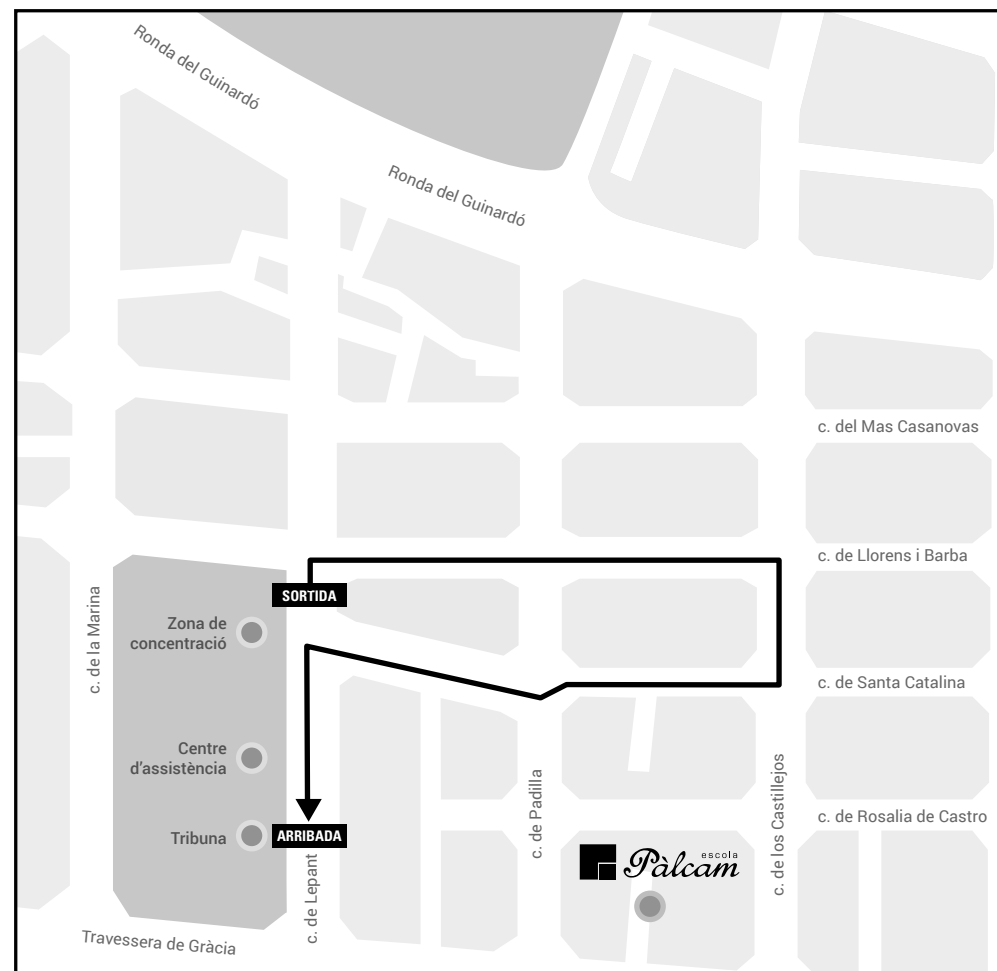 Ronda del Guinardó
Ronda del Guinardó
c. del Mas Casanovas
c. de Llorens i Barba
SORTIDA
c. de la Marina
Zona de
concentració
c. de Santa Catalina
Centre
d'assistència
c. de Padilla
c. de los Castillejos
c. de Rosalia de Castro
Tribuna
ARRIBADA
c. de Lepant
escola
Pàlcam
Travessera de Gràcia